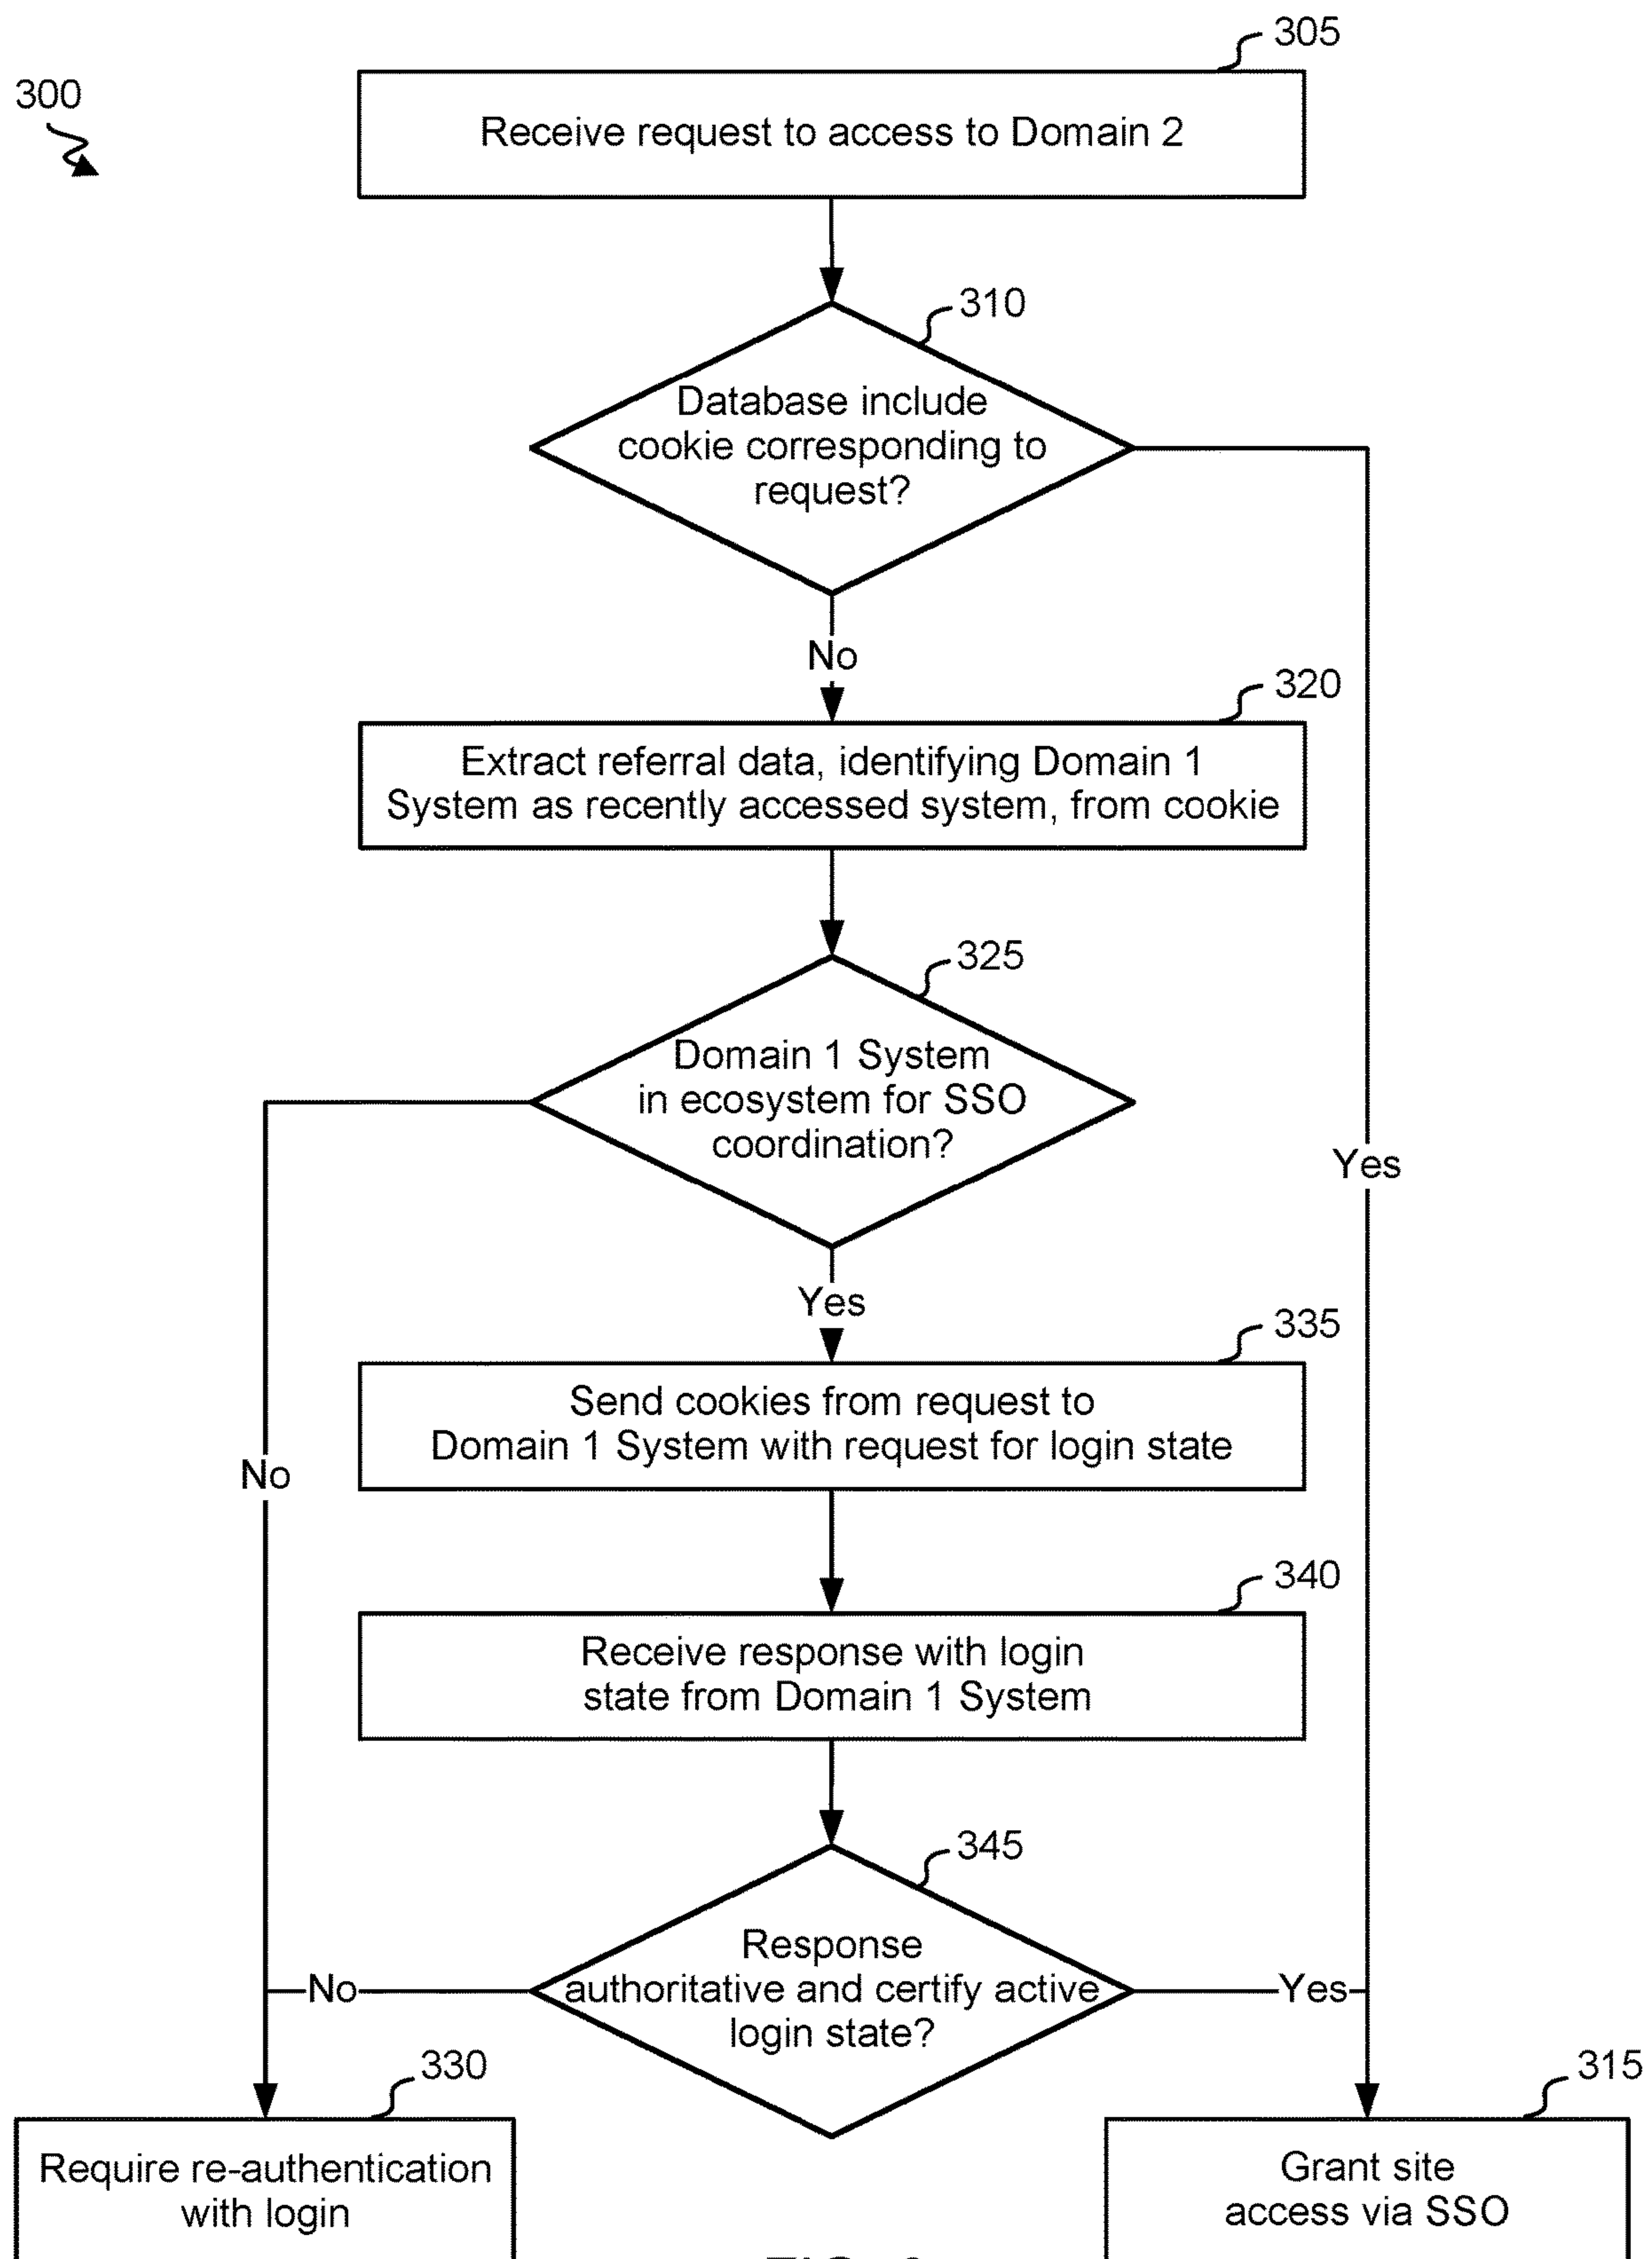 305
300
Receive request to access to Domain 2
310
Database include
cookie corresponding to
request?
No
320
Extract referral data, identifying Domain 1
System as recently accessed system, from cookie
325
Domain 1 System
in ecosystem for SSO
coordination?
Yes
Yes
335
Send cookies from request to
Domain 1 System with request for login state
No
340
Receive response with login
state from Domain 1 System
345
Response
authoritative and certify active
login state?
No
Yes
330
315
Require re-authentication
with login
Grant site
access via SSO